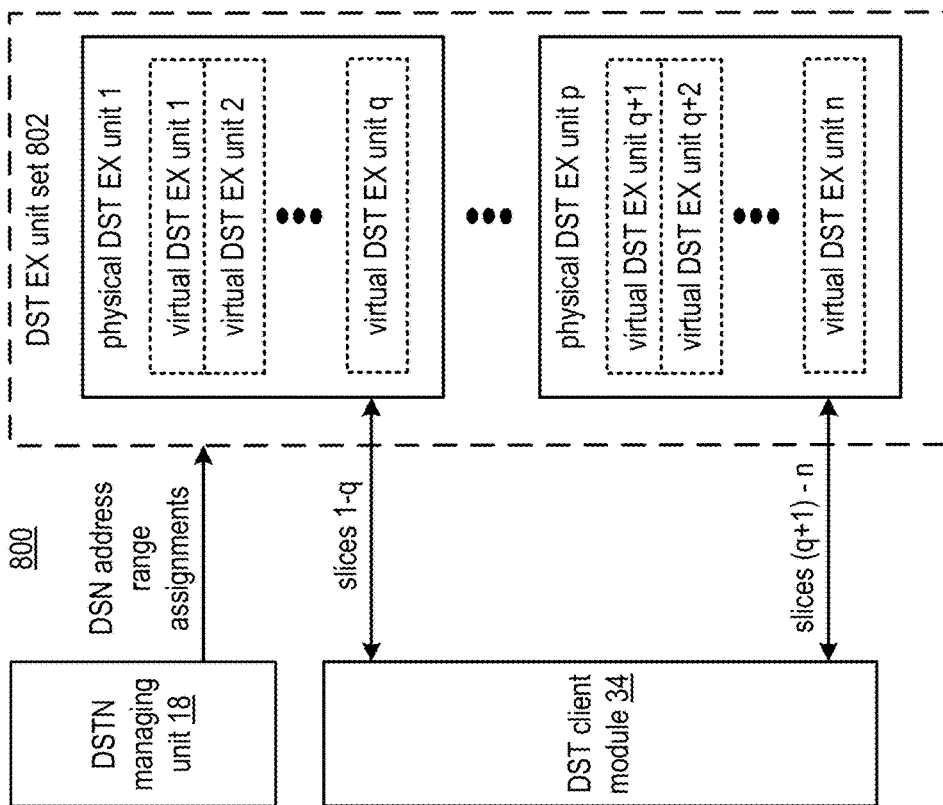 800
DSTN
managing
unit 18
DSN address
range
assignments
DST client
module 34
slices 1-q
slices (q+1) - n
DST EX unit set 802
physical DST EX unit 1
virtual DST EX unit 1
virtual DST EX unit 2
virtual DST EX unit q
physical DST EX unit p
virtual DST EX unit q+1
virtual DST EX unit q+2
virtual DST EX unit n